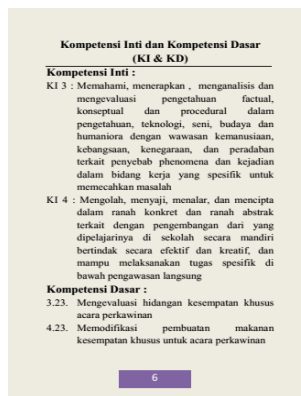 Kompetensi Inti dan Kompetensi Dasar
(KI & KD)
Kompetensi Inti :
KI 3 : Memahami, menerapkan , menganalisis dan
mengevaluasi pengetahuan factual,
konseptual dan procedural dalam
pengetahuan, teknologi, seni, budaya dan
humaniora dengan wawasan kemanusiaan,
kebangsaan, kenegaraan, dan peradaban
terkait penyebab phenomena dan kejadian
dalam bidang kerja yang spesifik untuk
memecahkan masalah
KI 4 : Mengolah, menyaji, menalar, dan mencipta
dalam ranah konkret dan ranah abstrak
terkait dengan pengembangan dari yang
dipelajarinya di sekolah secara mandiri
bertindak secara efektif dan kreatif, dan
mampu melaksanakan tugas spesifik di
bawah pengawasan langsung
Kompetensi Dasar :
3.23. Mengevaluasi hidangan kesempatan khusus
acara perkawinan
4.23. Memodifikasi pembuatan makanan
kesempatan khusus untuk acara perkawinan
6